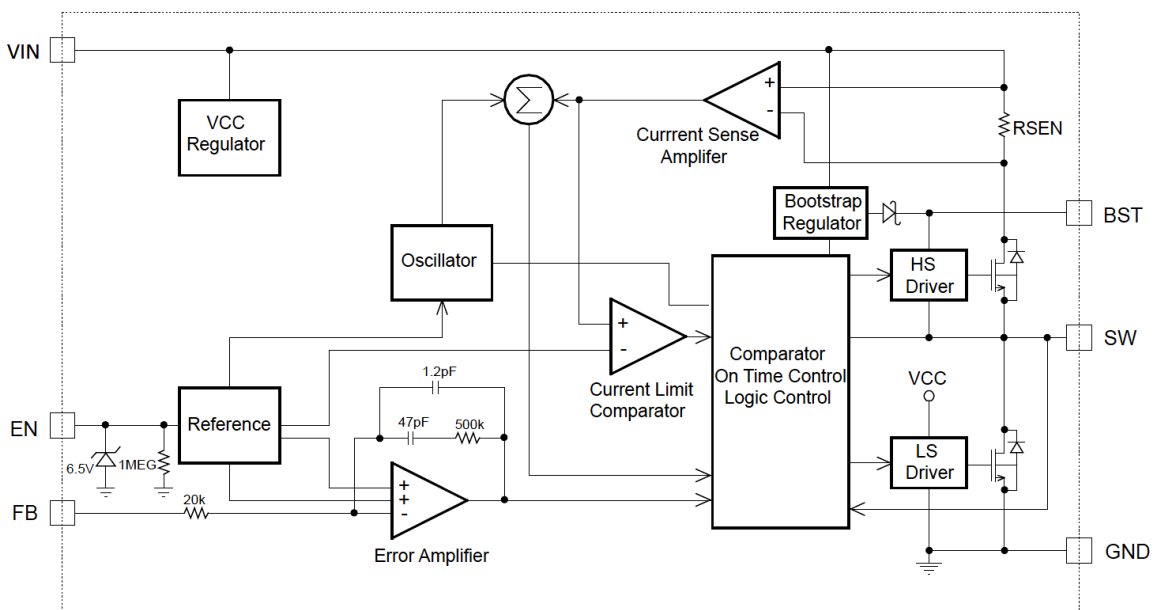 VIN
VCC
Regulator
Σ
+
-
Currrent Sense
Amplifer
RSEN
Bootstrap
Regulator
BST
Oscillator
HS
Driver
+
-
Current Limit
Comparator
Comparator
On Time Control
Logic Control
SW
VCC
1.2pF
47pF
500k
EN
Reference
6.5V
1MEG
LS
Driver
FB
20k
+
+
-
Error Amplifier
GND